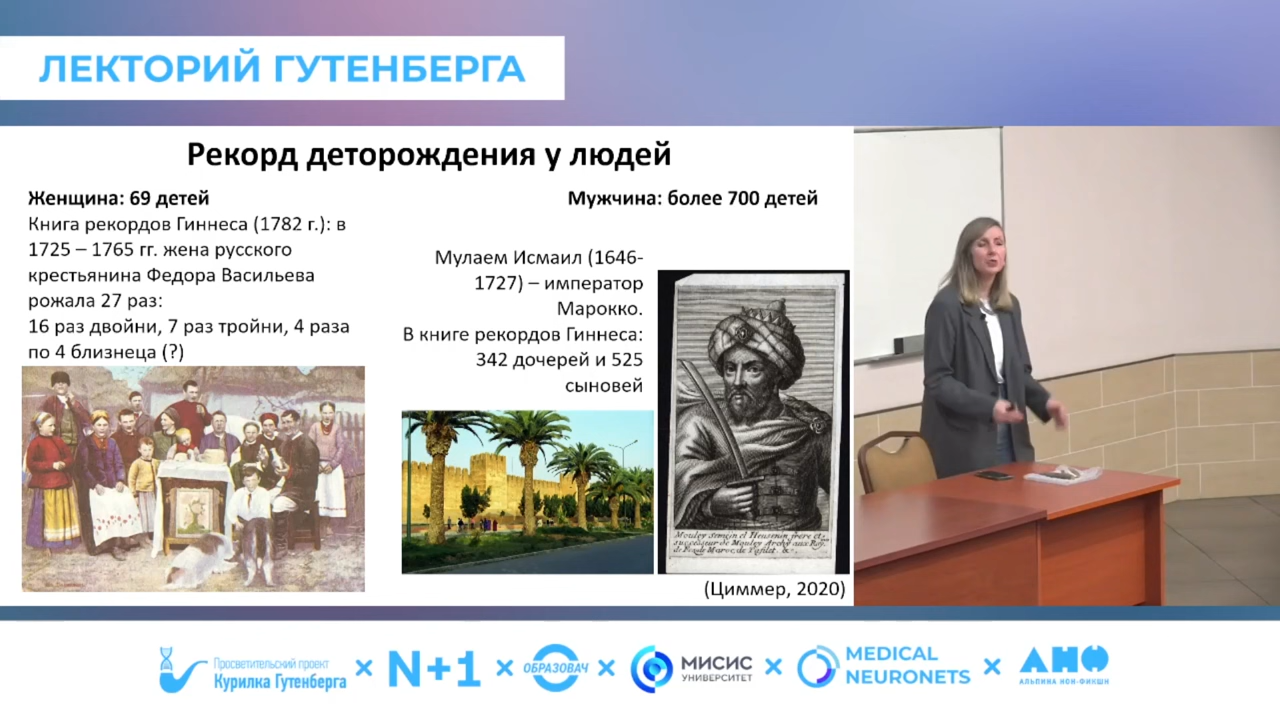 ЛЕКТОРИЙ ГУТЕНБЕРГА
Рекорд деторождения у людей
Женщина: 69 детей
Книга рекордов Гиннеса (1782 г.): в
1725 – 1765 гг. жена русского
крестьянина Федора Васильева
рожала 27 раз:
16 раз двойни, 7 раз тройни, 4 раза
по 4 близнеца (?)
Мужчина: более 700 детей
Мулаем Исмаил (1646-
1727) – император
Марокко.
В книге рекордов Гиннеса:
342 дочерей и 525
сыновей
(Циммер, 2020)
Просветительский проект
Курилка Гутенберга
×
N+1
×
ОБРАЗОВАЧ
×
МИСИС
УНИВЕРСИТЕТ
×
MEDICAL
NEURONETS
×
АНФ
АЛЬПИНА НОН-ФИКШН